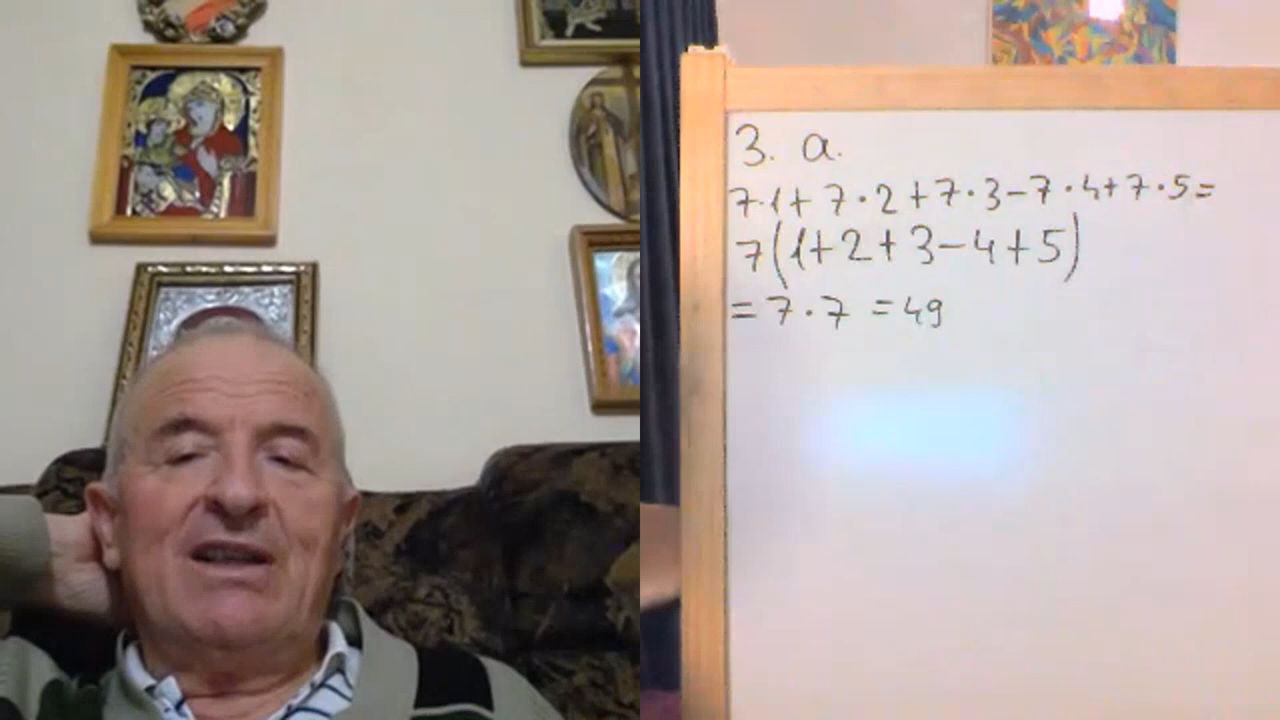 3. a.
7·1+7·2+7·3-7·4+7·5=
7(1+2+3-4+5)
=7·7=49